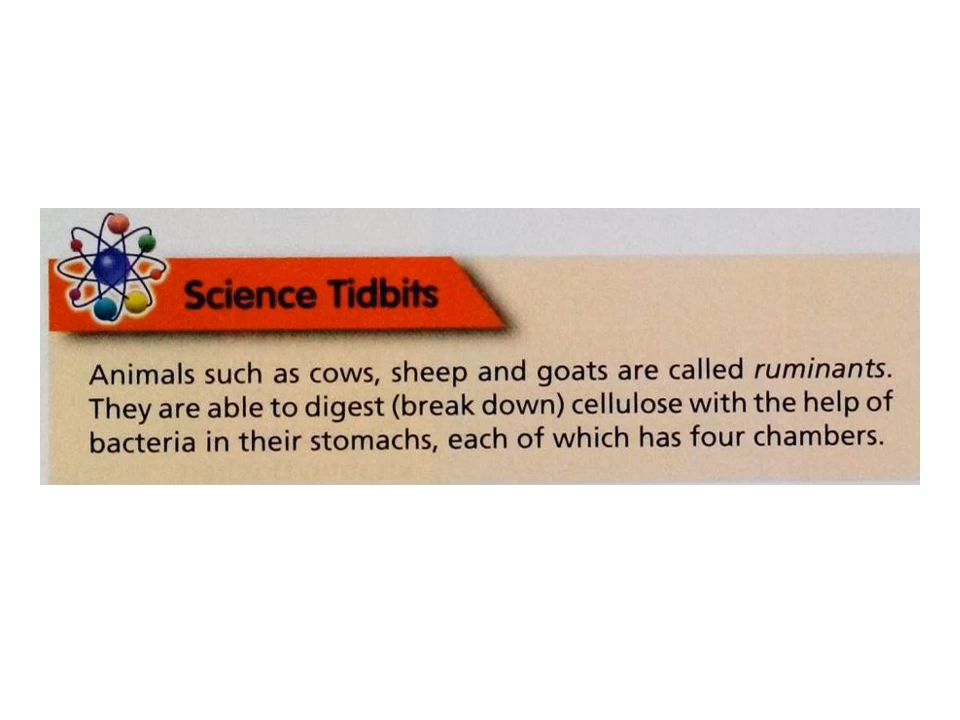 Science Tidbits
Animals such as cows, sheep and goats are called ruminants.
They are able to digest (break down) cellulose with the help of
bacteria in their stomachs, each of which has four chambers.